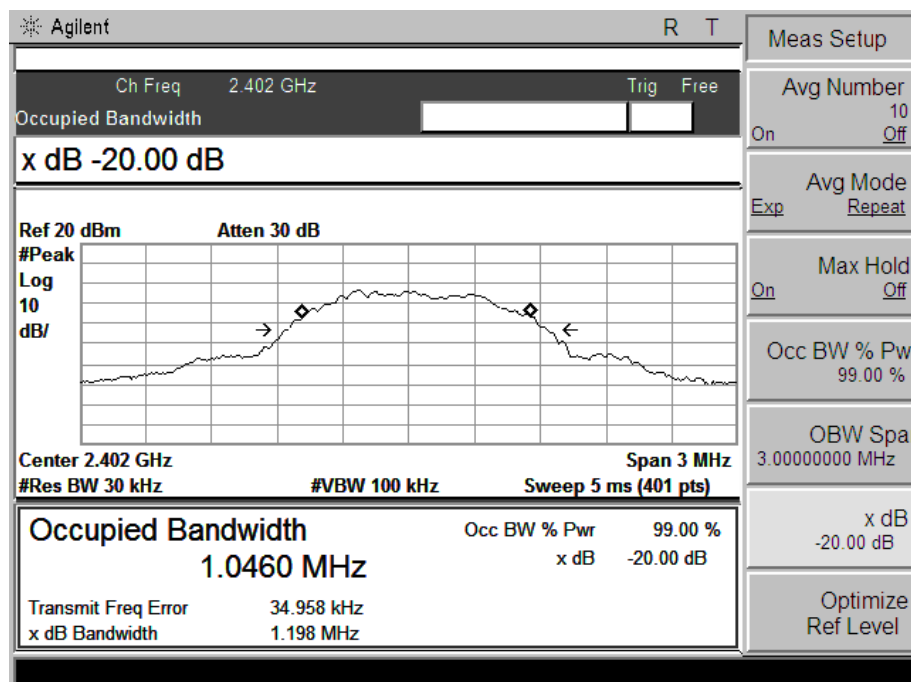 Agilent
R T
Ch Freq 2.402 GHz Trig Free
Occupied Bandwidth
x dB -20.00 dB
Ref 20 dBm Atten 30 dB
#Peak
Log
10
dB/
Center 2.402 GHz Span 3 MHz
#Res BW 30 kHz #VBW 100 kHz Sweep 5 ms (401 pts)
Occupied Bandwidth
1.0460 MHz
Occ BW % Pwr 99.00 %
x dB -20.00 dB
Transmit Freq Error 34.958 kHz
x dB Bandwidth 1.198 MHz
Meas Setup
Avg Number
10
On Off
Avg Mode
Exp Repeat
Max Hold
On Off
Occ BW % Pw
99.00 %
OBW Spa
3.00000000 MHz
x dB
-20.00 dB
Optimize
Ref Level